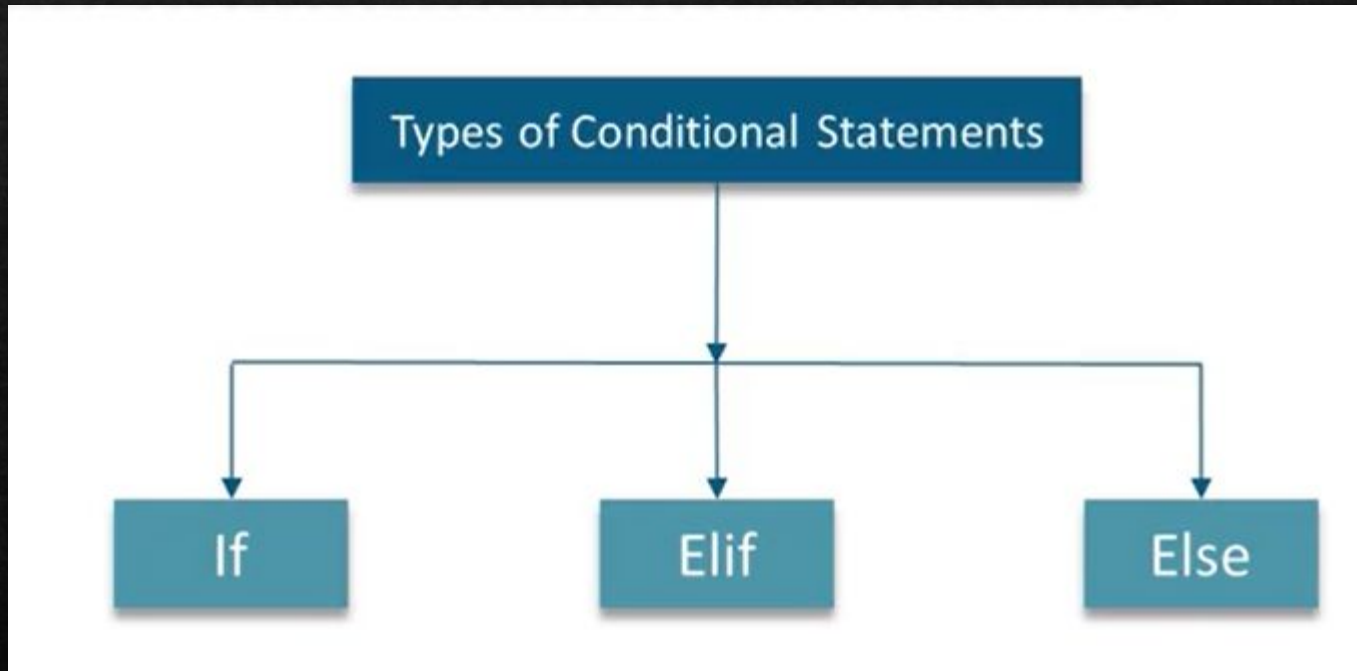 Types of Conditional Statements
If
Elif
Else